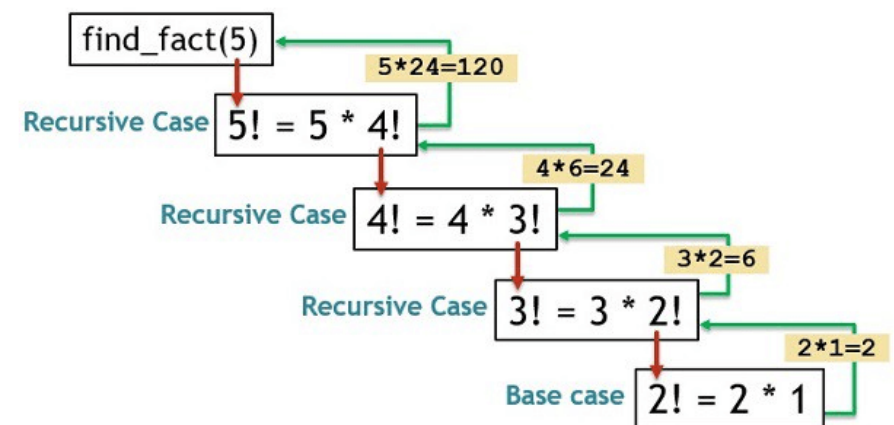 find_fact(5)
5*24=120
Recursive Case
5! = 5 * 4!
4*6=24
Recursive Case
4! = 4 * 3!
3*2=6
Recursive Case
3! = 3 * 2!
2*1=2
Base case
2! = 2 * 1